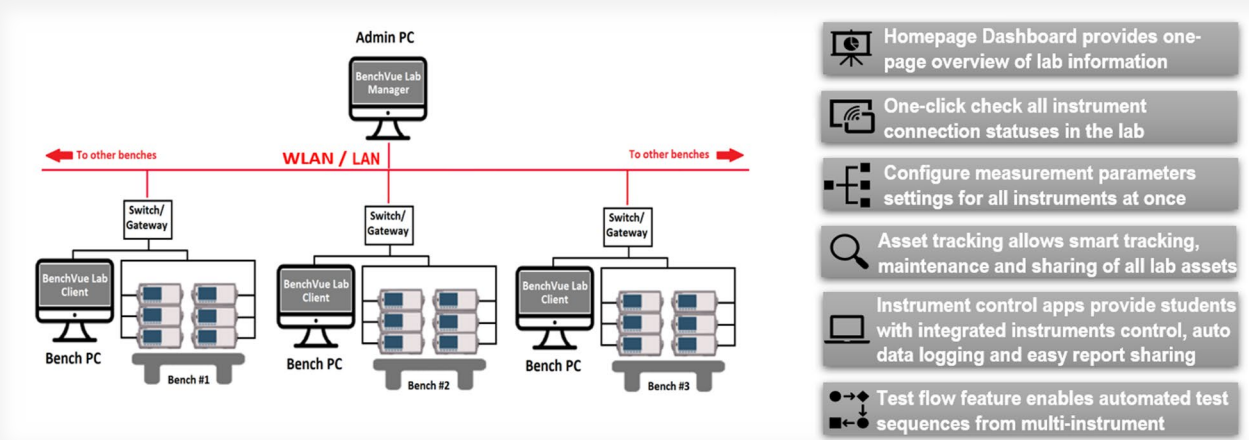 Admin PC
BenchVue Lab
Manager
To other benches
WLAN / LAN
To other benches
Switch/
Gateway
Switch/
Gateway
Switch/
Gateway
BenchVue Lab
Client
BenchVue Lab
Client
BenchVue Lab
Client
Bench PC
Bench #1
Bench PC
Bench #2
Bench PC
Bench #3
Homepage Dashboard provides one-
page overview of lab information
One-click check all instrument
connection statuses in the lab
Configure measurement parameters
settings for all instruments at once
Asset tracking allows smart tracking,
maintenance and sharing of all lab assets
Instrument control apps provide students
with integrated instruments control, auto
data logging and easy report sharing
Test flow feature enables automated test
sequences from multi-instrument